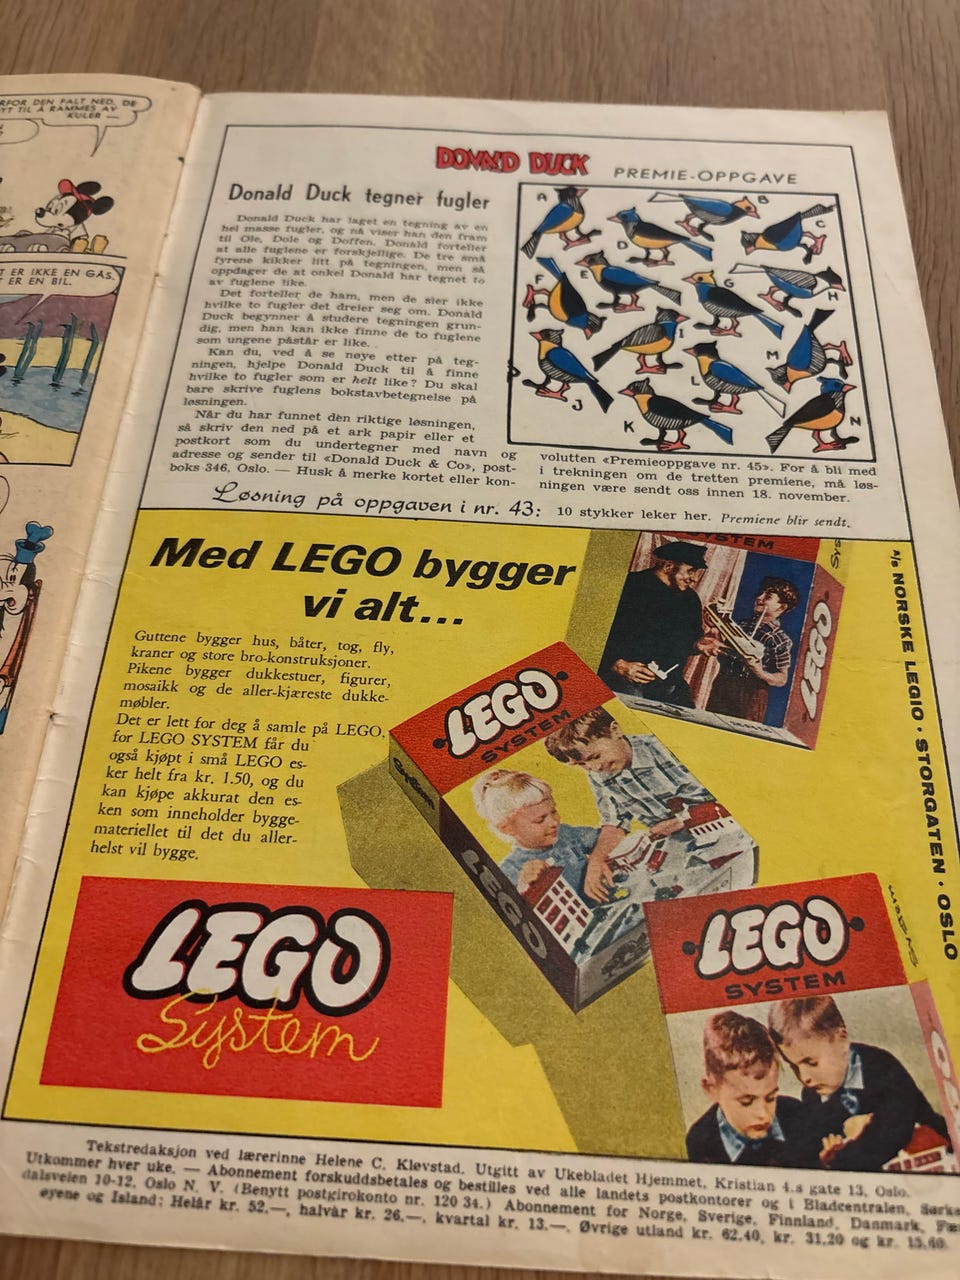 RFOR DEN FALT NED. DE
YT TIL Å RAMMES AV
KULER —
T ER IKKE EN GÅS,
ER EN BIL.
DONALD DUCK PREMIE-OPPGAVE
Donald Duck tegner fugler
Donald Duck har laget en tegning av en
hel masse fugler, og nå viser han den fram
til Ole, Dole og Doffen. Donald forteller
at alle fuglene er forskjellige. De tre små
fyrene kikker litt på tegningen, men så
oppdager de at onkel Donald har tegnet to
av fuglene like.
Det forteller de ham, men de sier ikke
hvilke to fugler det dreier seg om. Donald
Duck begynner å studere tegningen grun-
dig, men han kan ikke finne de to fuglene
som ungene påstår er like.
Kan du, ved å se nøye etter på teg-
ningen, hjelpe Donald Duck til å finne
hvilke to fugler som er helt like? Du skal
bare skrive fuglens bokstavbetegnelse på
løsningen.
Når du har funnet dèn riktige løsningen,
så skriv den ned på et ark papir eller et
postkort som du undertegner med navn og
adresse og sender til «Donald Duck & Co», post-
boks 346, Oslo. — Husk å merke kortet eller kon-
A
B
C
D
E
F
G
H
I
J
K
L
M
N
volutten «Premieoppgave nr. 45». For å bli med
i trekningen om de tretten premiene, må løs-
ningen være sendt oss innen 18. november.
Løsning på oppgaven i nr. 43: 10 stykker leker her. Premiene blir sendt.
Med LEGO bygger
vi alt...
Guttene bygger hus, båter, tog, fly,
kraner og store bro-konstruksjoner.
Pikene bygger dukkestuer, figurer,
mosaikk og de aller-kjæreste dukke-
møbler.
Det er lett for deg å samle på LEGO,
for LEGO SYSTEM får du
også kjøpt i små LEGO es-
ker helt fra kr. 1.50, og du
kan kjøpe akkurat den es-
ken som inneholder bygge-
materiellet til det du aller-
helst vil bygge.
LEGO
System
SYSTEM
LEGO
LEGO
SYSTEM
LEGO
LEGO
SYSTEM
A/S NORSKE LEGIO · STORGATEN · OSLO
Tekstredaksjon ved lærerinne Helene C. Kløvstad. Utgitt av Ukebladet Hjemmet, Kristian 4.s gate 13, Oslo.
Utkommer hver uke. — Abonnement forskuddsbetales og bestilles ved alle landets postkontorer og i Bladcentralen, Sørke
dalsveien 10-12, Oslo N. V. (Benytt postgirokonto nr. 120 34.) Abonnement for Norge, Sverige, Finnland, Danmark, Fær
øyene og Island: Helår kr. 52,—, halvår kr. 26,—, kvartal kr. 13,—. Øvrige utland kr. 62.40, kr. 31,20 og kr. 15.60.